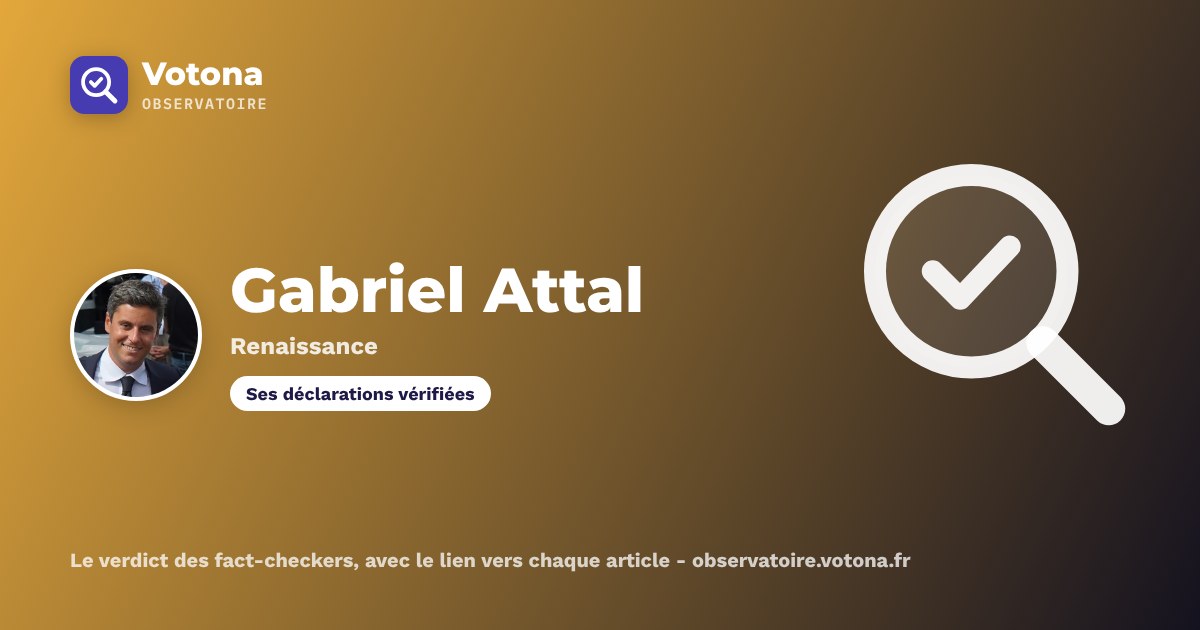 Votona
OBSERVATOIRE
Gabriel Attal
Renaissance
Ses déclarations vérifiées
Le verdict des fact-checkers, avec le lien vers chaque article - observatoire.votona.fr